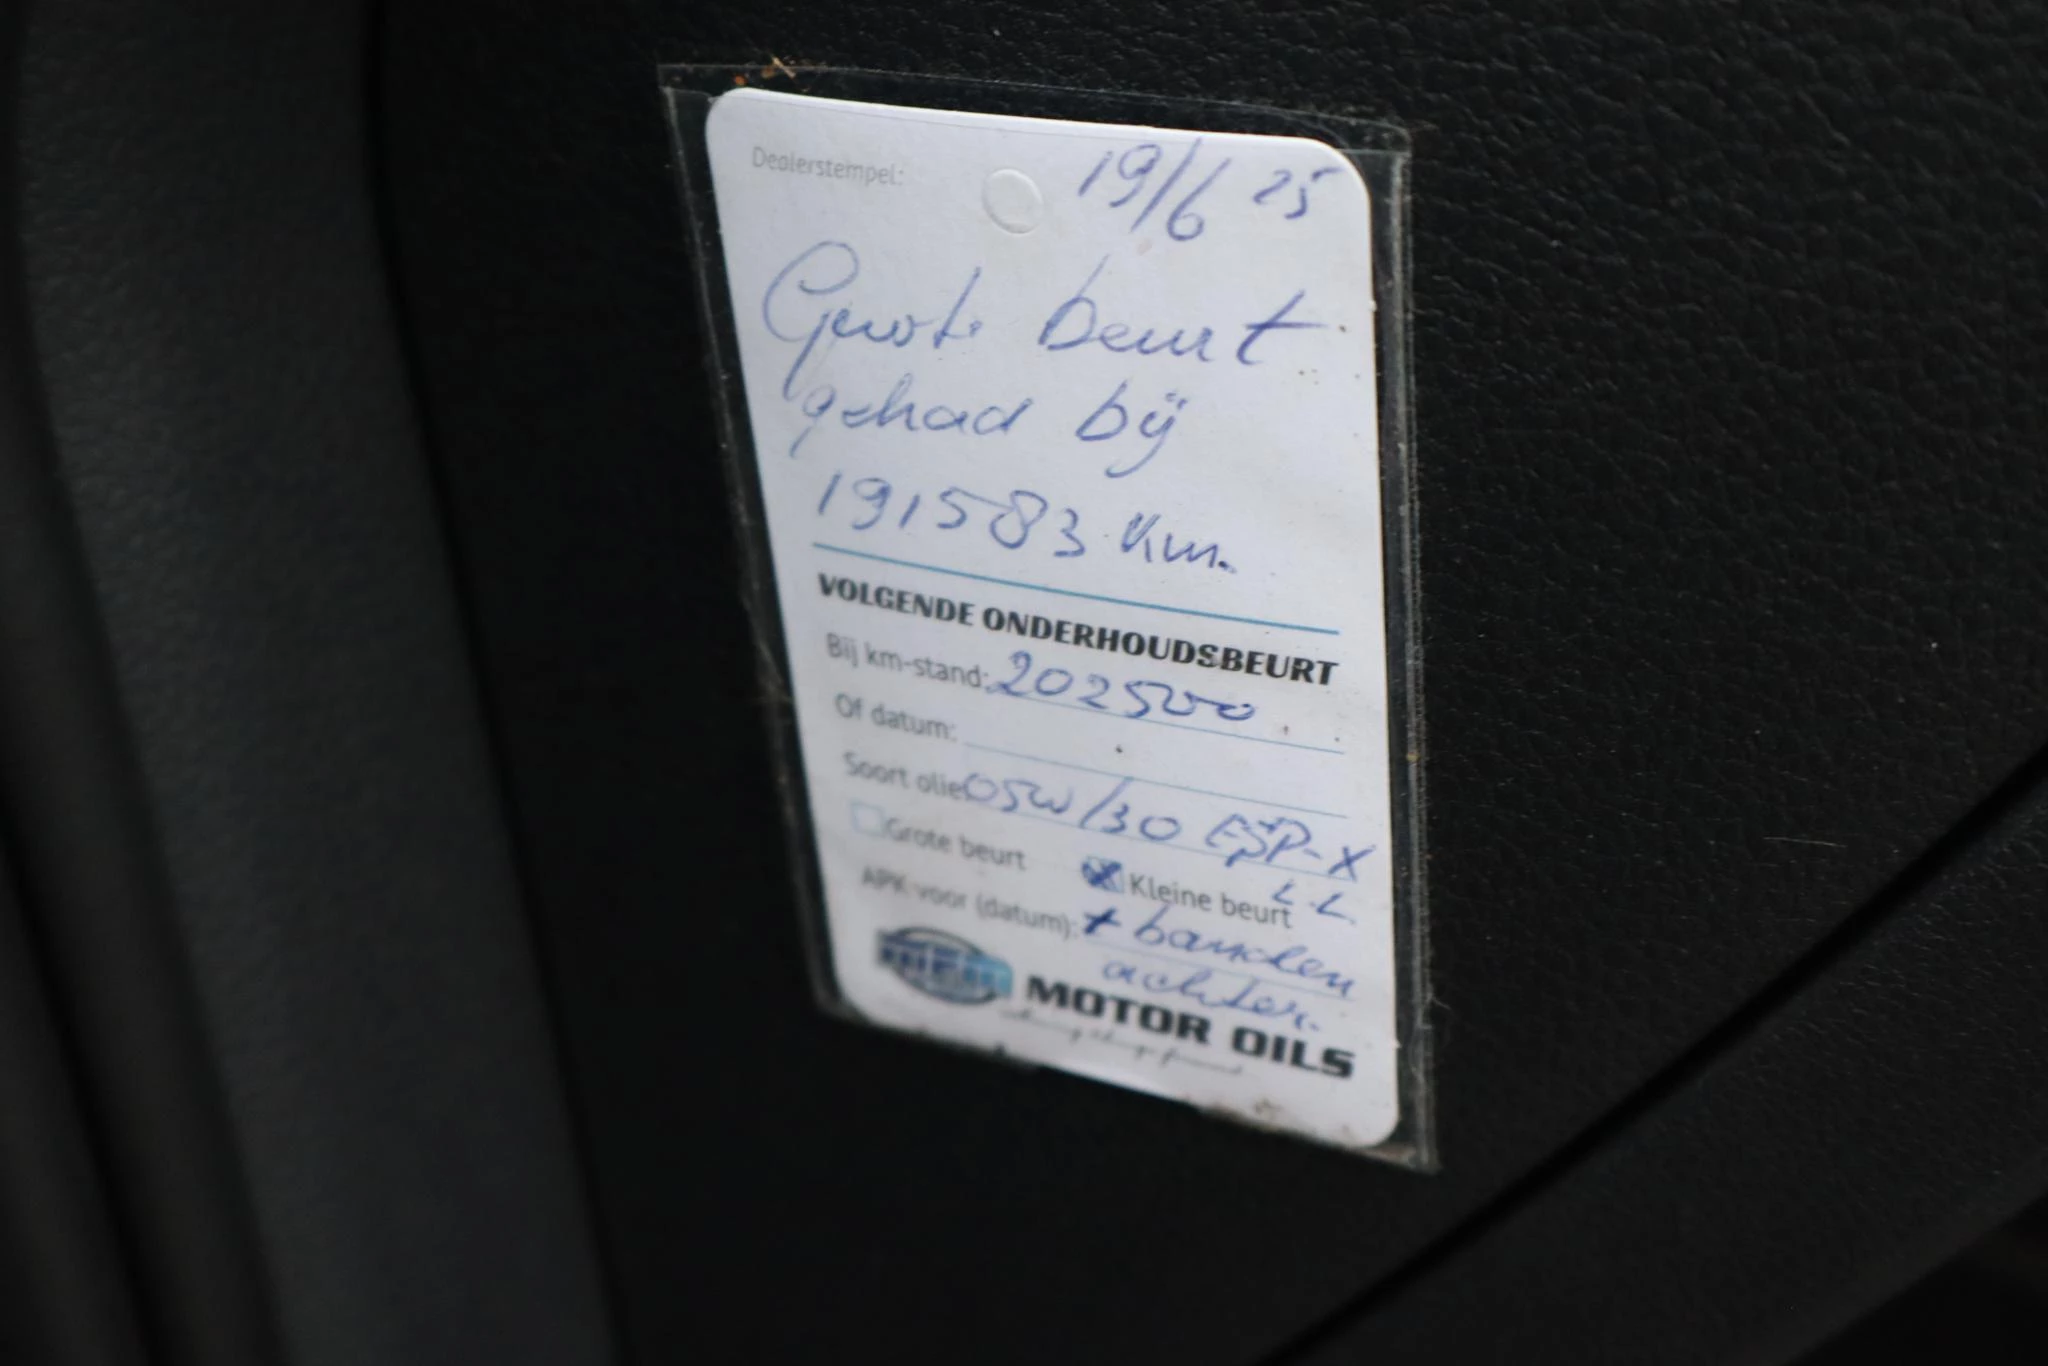 Dealerstempel:
19/6 25
Grote beurt
gehad bij
191583 Km.
VOLGENDE ONDERHOUDSBEURT
Bij km-stand: 202500
Of datum:
Soort olie 05W/30 ESP-X
L.L.
Grote beurt Kleine beurt
APK voor (datum): + banden
achter.
MOTOR OILS